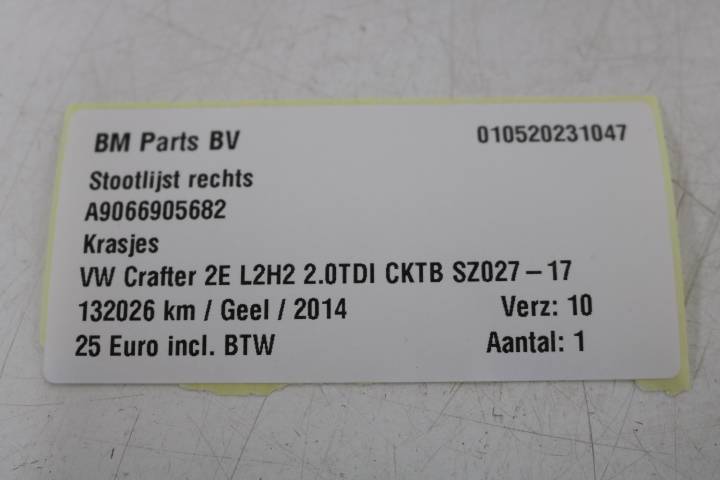 BM Parts BV 010520231047
Stootlijst rechts
A9066905682
Krasjes
VW Crafter 2E L2H2 2.0TDI CKTB SZ027-17
132026 km / Geel / 2014 Verz: 10
25 Euro incl. BTW Aantal: 1